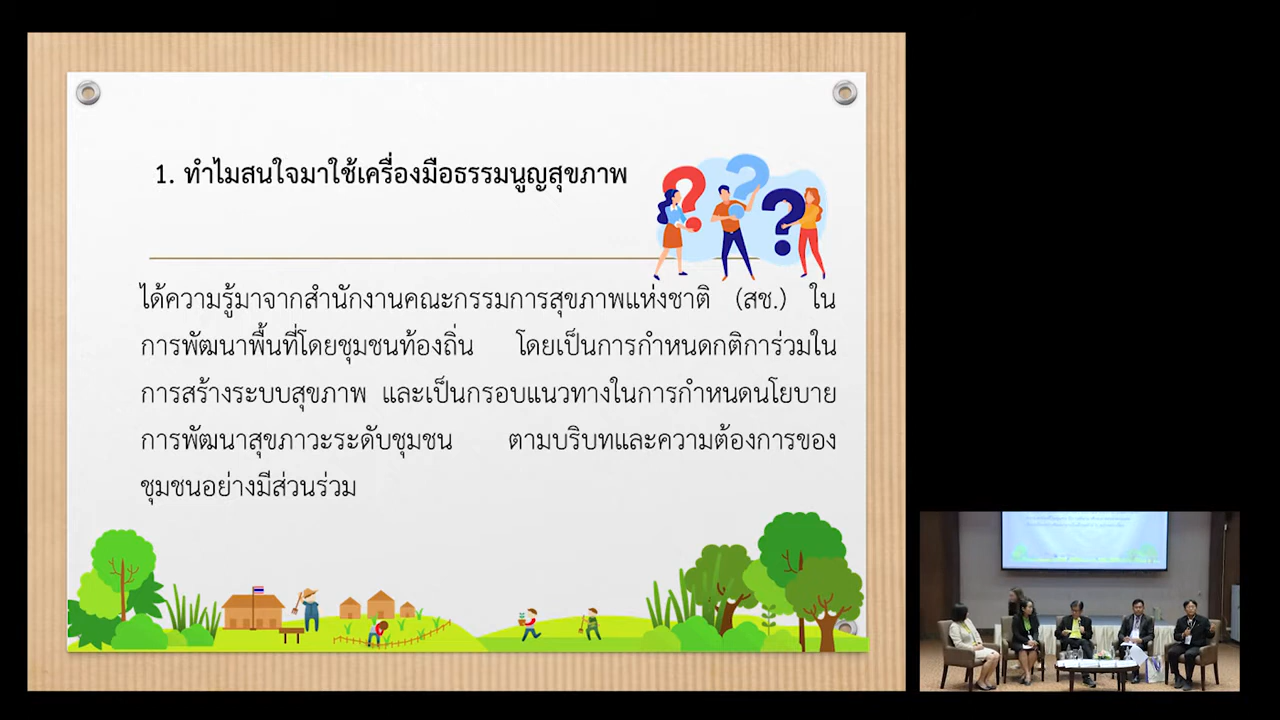 1. ทำไมสนใจมาใช้เครื่องมือธรรมนูญสุขภาพ
ได้ความรู้มาจากสำนักงานคณะกรรมการสุขภาพแห่งชาติ (สช.) ใน
การพัฒนาพื้นที่โดยชุมชนท้องถิ่น โดยเป็นการกำหนดกติการ่วมใน
การสร้างระบบสุขภาพ และเป็นกรอบแนวทางในการกำหนดนโยบาย
การพัฒนาสุขภาวะระดับชุมชน ตามบริบทและความต้องการของ
ชุมชนอย่างมีส่วนร่วม